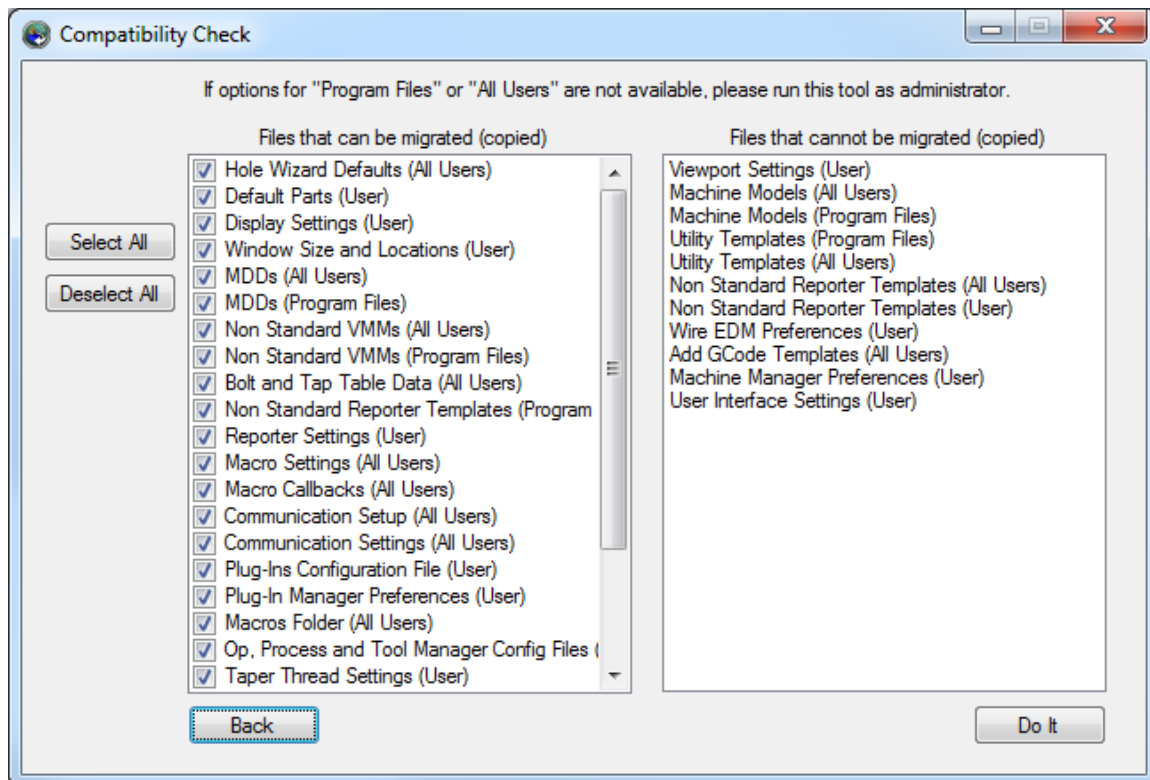 Compatibility Check
If options for "Program Files" or "All Users" are not available, please run this tool as administrator.
Files that can be migrated (copied)
Hole Wizard Defaults (All Users)
Default Parts (User)
Display Settings (User)
Window Size and Locations (User)
MDDs (All Users)
MDDs (Program Files)
Non Standard VMMs (All Users)
Non Standard VMMs (Program Files)
Bolt and Tap Table Data (All Users)
Non Standard Reporter Templates (Program
Reporter Settings (User)
Macro Settings (All Users)
Macro Callbacks (All Users)
Communication Setup (All Users)
Communication Settings (All Users)
Plug-Ins Configuration File (User)
Plug-In Manager Preferences (User)
Macros Folder (All Users)
Op, Process and Tool Manager Config Files (
Taper Thread Settings (User)
Files that cannot be migrated (copied)
Viewport Settings (User)
Machine Models (All Users)
Machine Models (Program Files)
Utility Templates (Program Files)
Utility Templates (All Users)
Non Standard Reporter Templates (All Users)
Non Standard Reporter Templates (User)
Wire EDM Preferences (User)
Add GCode Templates (All Users)
Machine Manager Preferences (User)
User Interface Settings (User)
Select All
Deselect All
Back
Do It